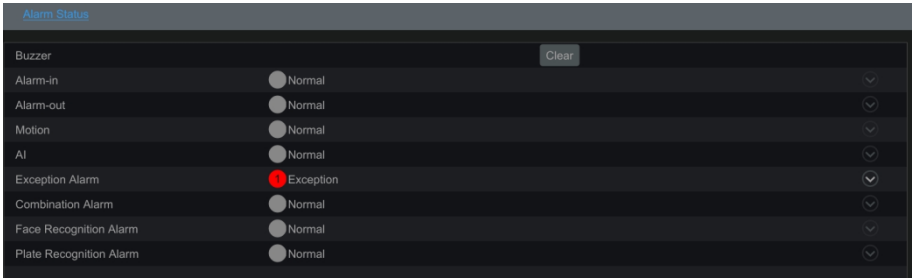 Alarm Status
Buzzer Clear
Alarm-in Normal
Alarm-out Normal
Motion Normal
AI Normal
Exception Alarm 1 Exception
Combination Alarm Normal
Face Recognition Alarm Normal
Plate Recognition Alarm Normal